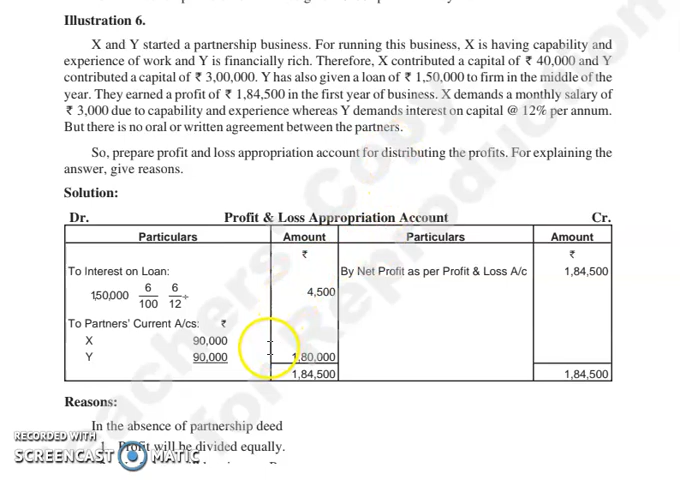 Illustration 6.
X and Y started a partnership business. For running this business, X is having capability and
experience of work and Y is financially rich. Therefore, X contributed a capital of ₹ 40,000 and Y
contributed a capital of ₹ 3,00,000. Y has also given a loan of ₹ 1,50,000 to firm in the middle of the
year. They earned a profit of ₹ 1,84,500 in the first year of business. X demands a monthly salary of
₹ 3,000 due to capability and experience whereas Y demands interest on capital @ 12% per annum.
But there is no oral or written agreement between the partners.
So, prepare profit and loss appropriation account for distributing the profits. For explaining the
answer, give reasons.
Solution:
Dr. Profit & Loss Appropriation Account Cr.
Particulars Amount Particulars Amount
₹ ₹
To Interest on Loan: By Net Profit as per Profit & Loss A/c 1,84,500
1,50,000 6/100 6/12 ÷ 4,500
To Partners' Current A/cs: ₹
X 90,000
Y 90,000 1,80,000
1,84,500 1,84,500
Reasons:
In the absence of partnership deed
1. Profit will be divided equally.
RECORDED WITH
SCREENCAST MATIC
Teachers Copy
for Reproduction